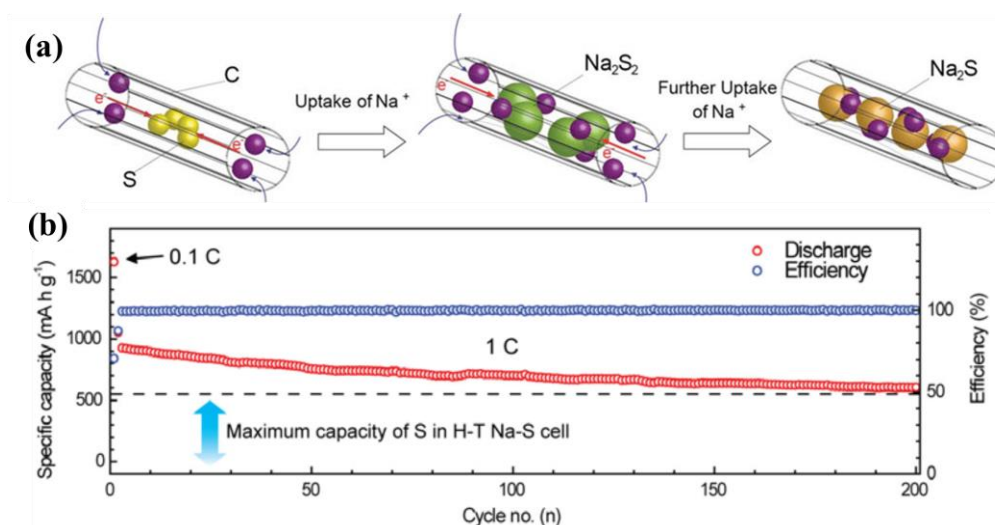 (a)
C
e⁻
e⁻
S
Uptake of Na⁺
Na₂S₂
e
e⁻
Further Uptake
of Na⁺
Na₂S
(b)
Specific capacity (mA h g⁻¹)
1500
1000
500
0
0.1 C
Discharge
Efficiency
1 C
Maximum capacity of S in H-T Na-S cell
100
50
0
Efficiency (%)
0
50
100
150
200
Cycle no. (n)